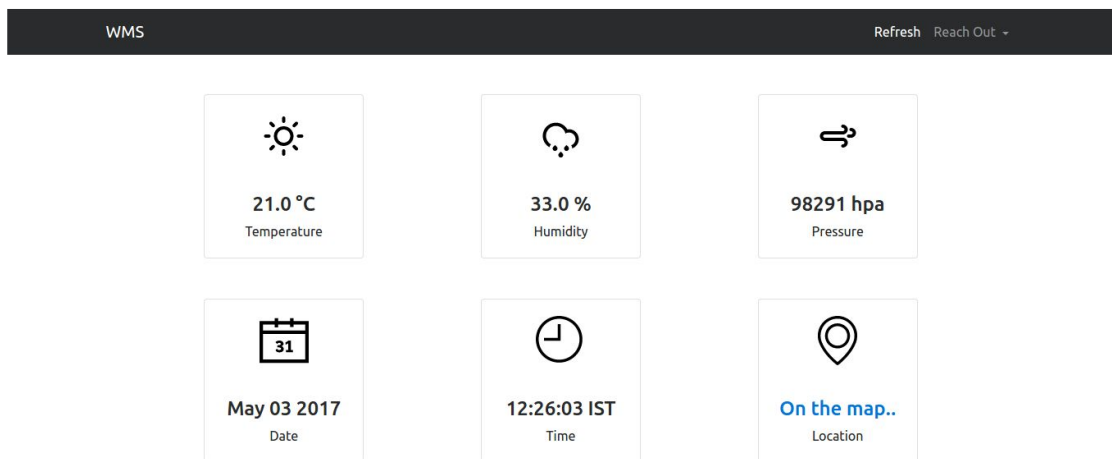 WMS Refresh Reach Out
21.0 °C 33.0 % 98291 hpa
Temperature Humidity Pressure
31
May 03 2017 12:26:03 IST On the map..
Date Time Location